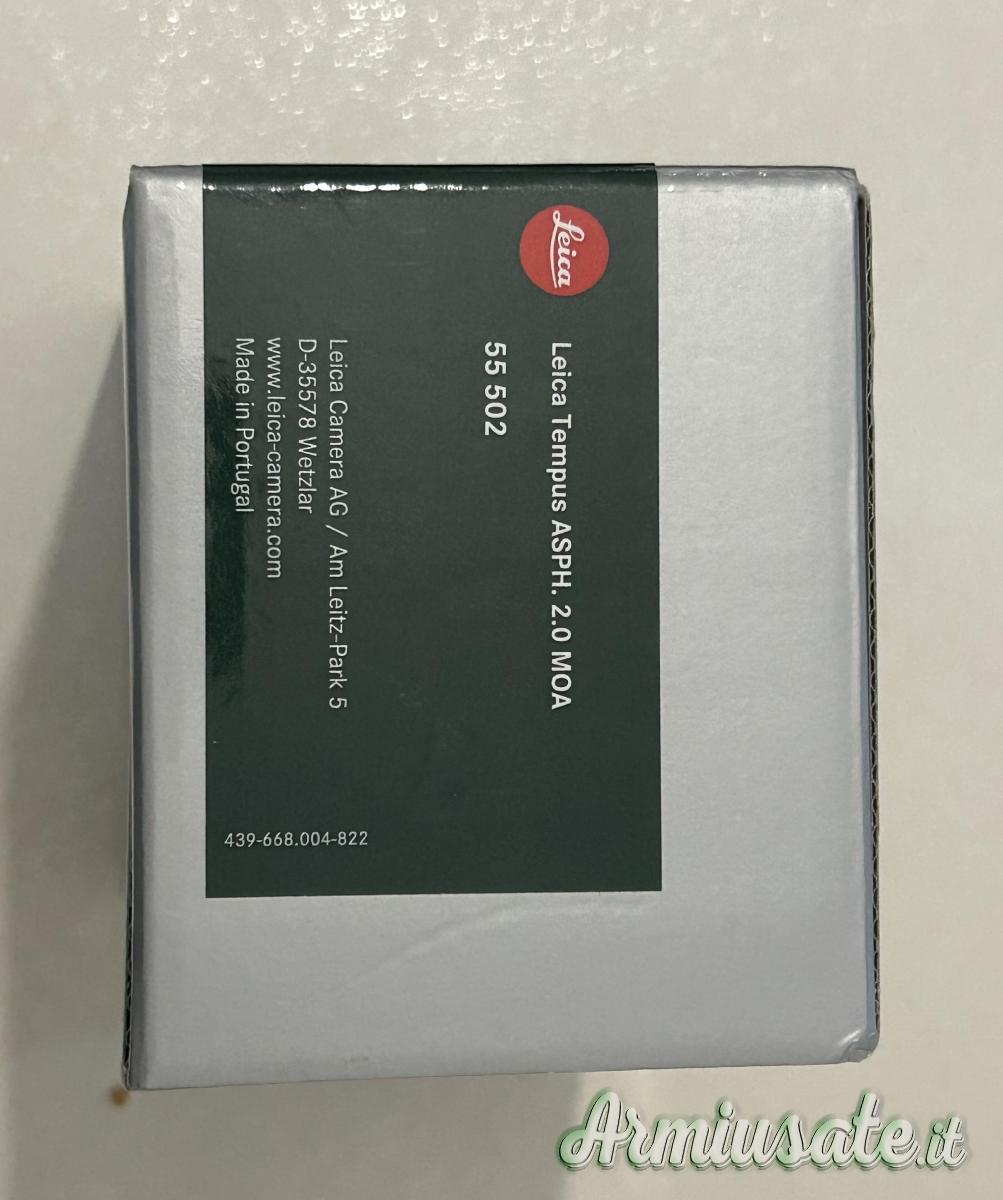 Leica
Leica Tempus ASPH. 2.0 MOA
55 502
Leica Camera AG / Am Leitz-Park 5
D-35578 Wetzlar
www.leica-camera.com
Made in Portugal
439-668.004-822
Armiusate.it